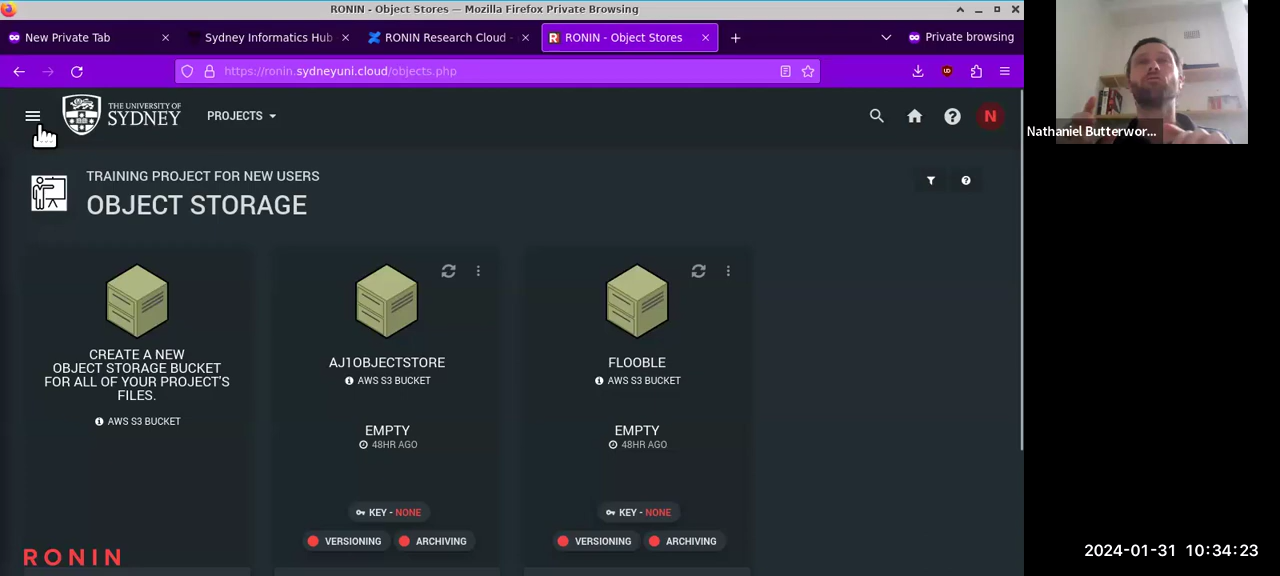 RONIN - Object Stores — Mozilla Firefox Private Browsing
New Private Tab
Sydney Informatics Hub
RONIN Research Cloud -
RONIN - Object Stores
Private browsing
https://ronin.sydneyuni.cloud/objects.php
THE UNIVERSITY OF
SYDNEY
PROJECTS
N
Nathaniel Butterwor...
TRAINING PROJECT FOR NEW USERS
OBJECT STORAGE
CREATE A NEW
OBJECT STORAGE BUCKET
FOR ALL OF YOUR PROJECT'S
FILES.
AWS S3 BUCKET
AJ1OBJECTSTORE
AWS S3 BUCKET
EMPTY
48HR AGO
KEY - NONE
VERSIONING
ARCHIVING
FLOOBLE
AWS S3 BUCKET
EMPTY
48HR AGO
KEY - NONE
VERSIONING
ARCHIVING
RONIN
2024-01-31 10:34:23